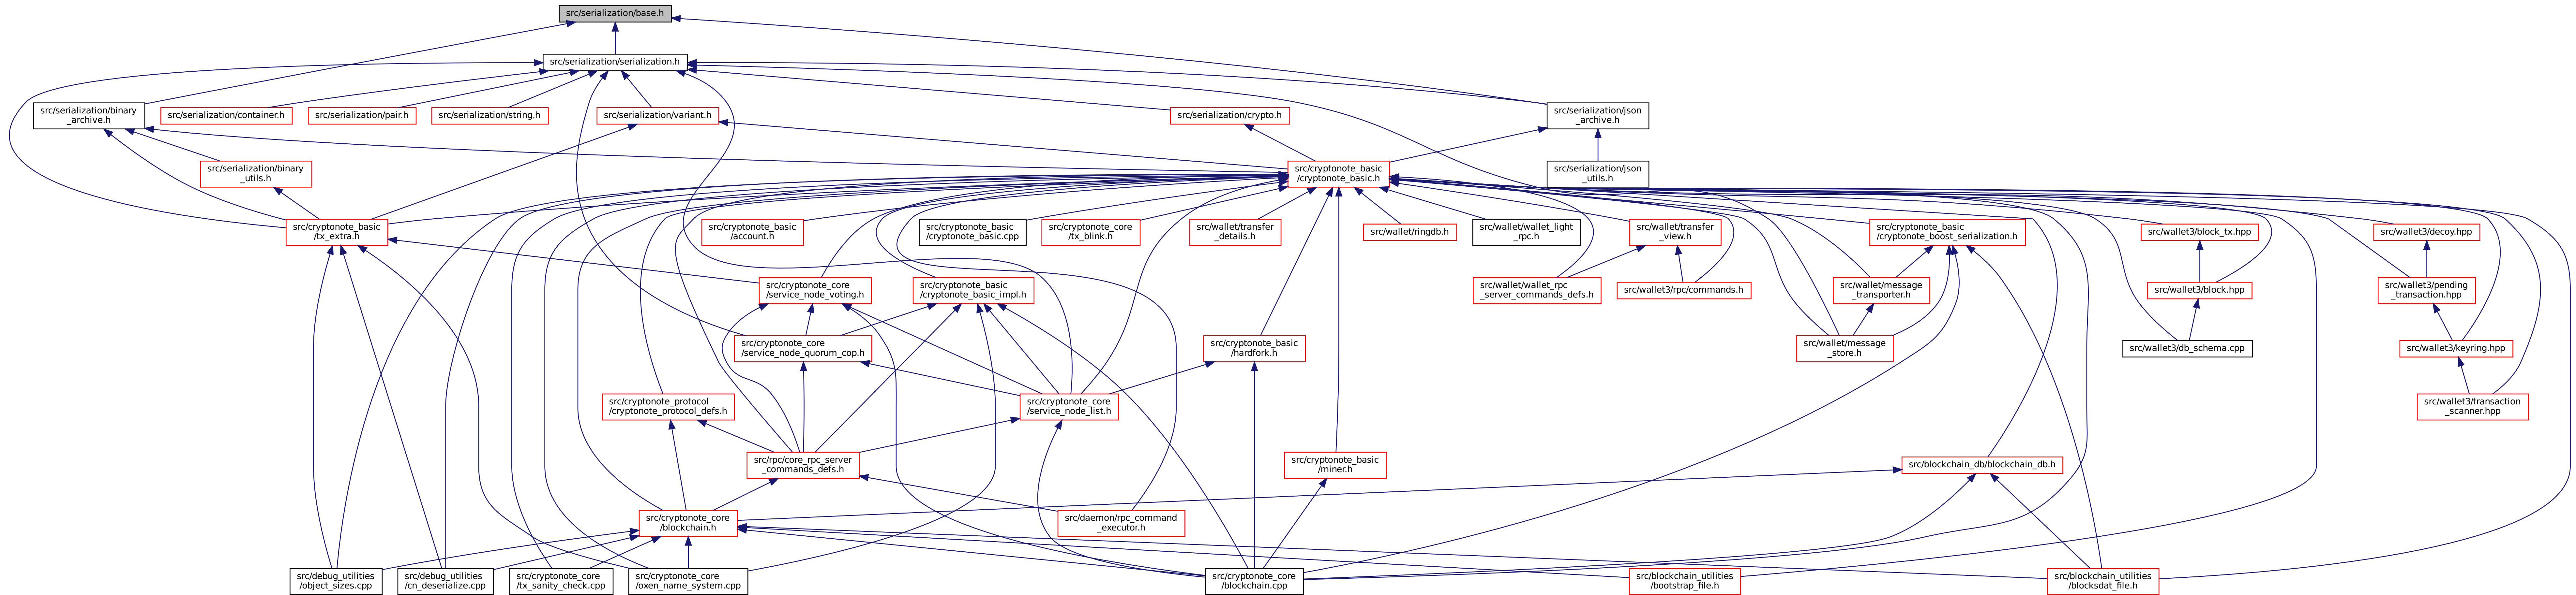 src/serialization/base.h
src/serialization/serialization.h
src/serialization/binary
_archive.h
src/serialization/container.h
src/serialization/pair.h
src/serialization/string.h
src/serialization/variant.h
src/serialization/crypto.h
src/serialization/json
_archive.h
src/serialization/binary
_utils.h
src/cryptonote_basic
/cryptonote_basic.h
src/serialization/json
_utils.h
src/cryptonote_basic
/tx_extra.h
src/cryptonote_basic
/account.h
src/cryptonote_basic
/cryptonote_basic.cpp
src/cryptonote_core
/tx_blink.h
src/wallet/transfer
_details.h
src/wallet/ringdb.h
src/wallet/wallet_light
_rpc.h
src/wallet/transfer
_view.h
src/cryptonote_basic
/cryptonote_boost_serialization.h
src/wallet3/block_tx.hpp
src/wallet3/decoy.hpp
src/cryptonote_core
/service_node_voting.h
src/cryptonote_basic
/cryptonote_basic_impl.h
src/wallet/wallet_rpc
_server_commands_defs.h
src/wallet3/rpc/commands.h
src/wallet/message
_transporter.h
src/wallet3/block.hpp
src/wallet3/pending
_transaction.hpp
src/cryptonote_core
/service_node_quorum_cop.h
src/cryptonote_basic
/hardfork.h
src/wallet/message
_store.h
src/wallet3/db_schema.cpp
src/wallet3/keyring.hpp
src/cryptonote_protocol
/cryptonote_protocol_defs.h
src/cryptonote_core
/service_node_list.h
src/wallet3/transaction
_scanner.hpp
src/rpc/core_rpc_server
_commands_defs.h
src/cryptonote_basic
/miner.h
src/blockchain_db/blockchain_db.h
src/cryptonote_core
/blockchain.h
src/daemon/rpc_command
_executor.h
src/debug_utilities
/object_sizes.cpp
src/debug_utilities
/cn_deserialize.cpp
src/cryptonote_core
/tx_sanity_check.cpp
src/cryptonote_core
/oxen_name_system.cpp
src/cryptonote_core
/blockchain.cpp
src/blockchain_utilities
/bootstrap_file.h
src/blockchain_utilities
/blocksdat_file.h